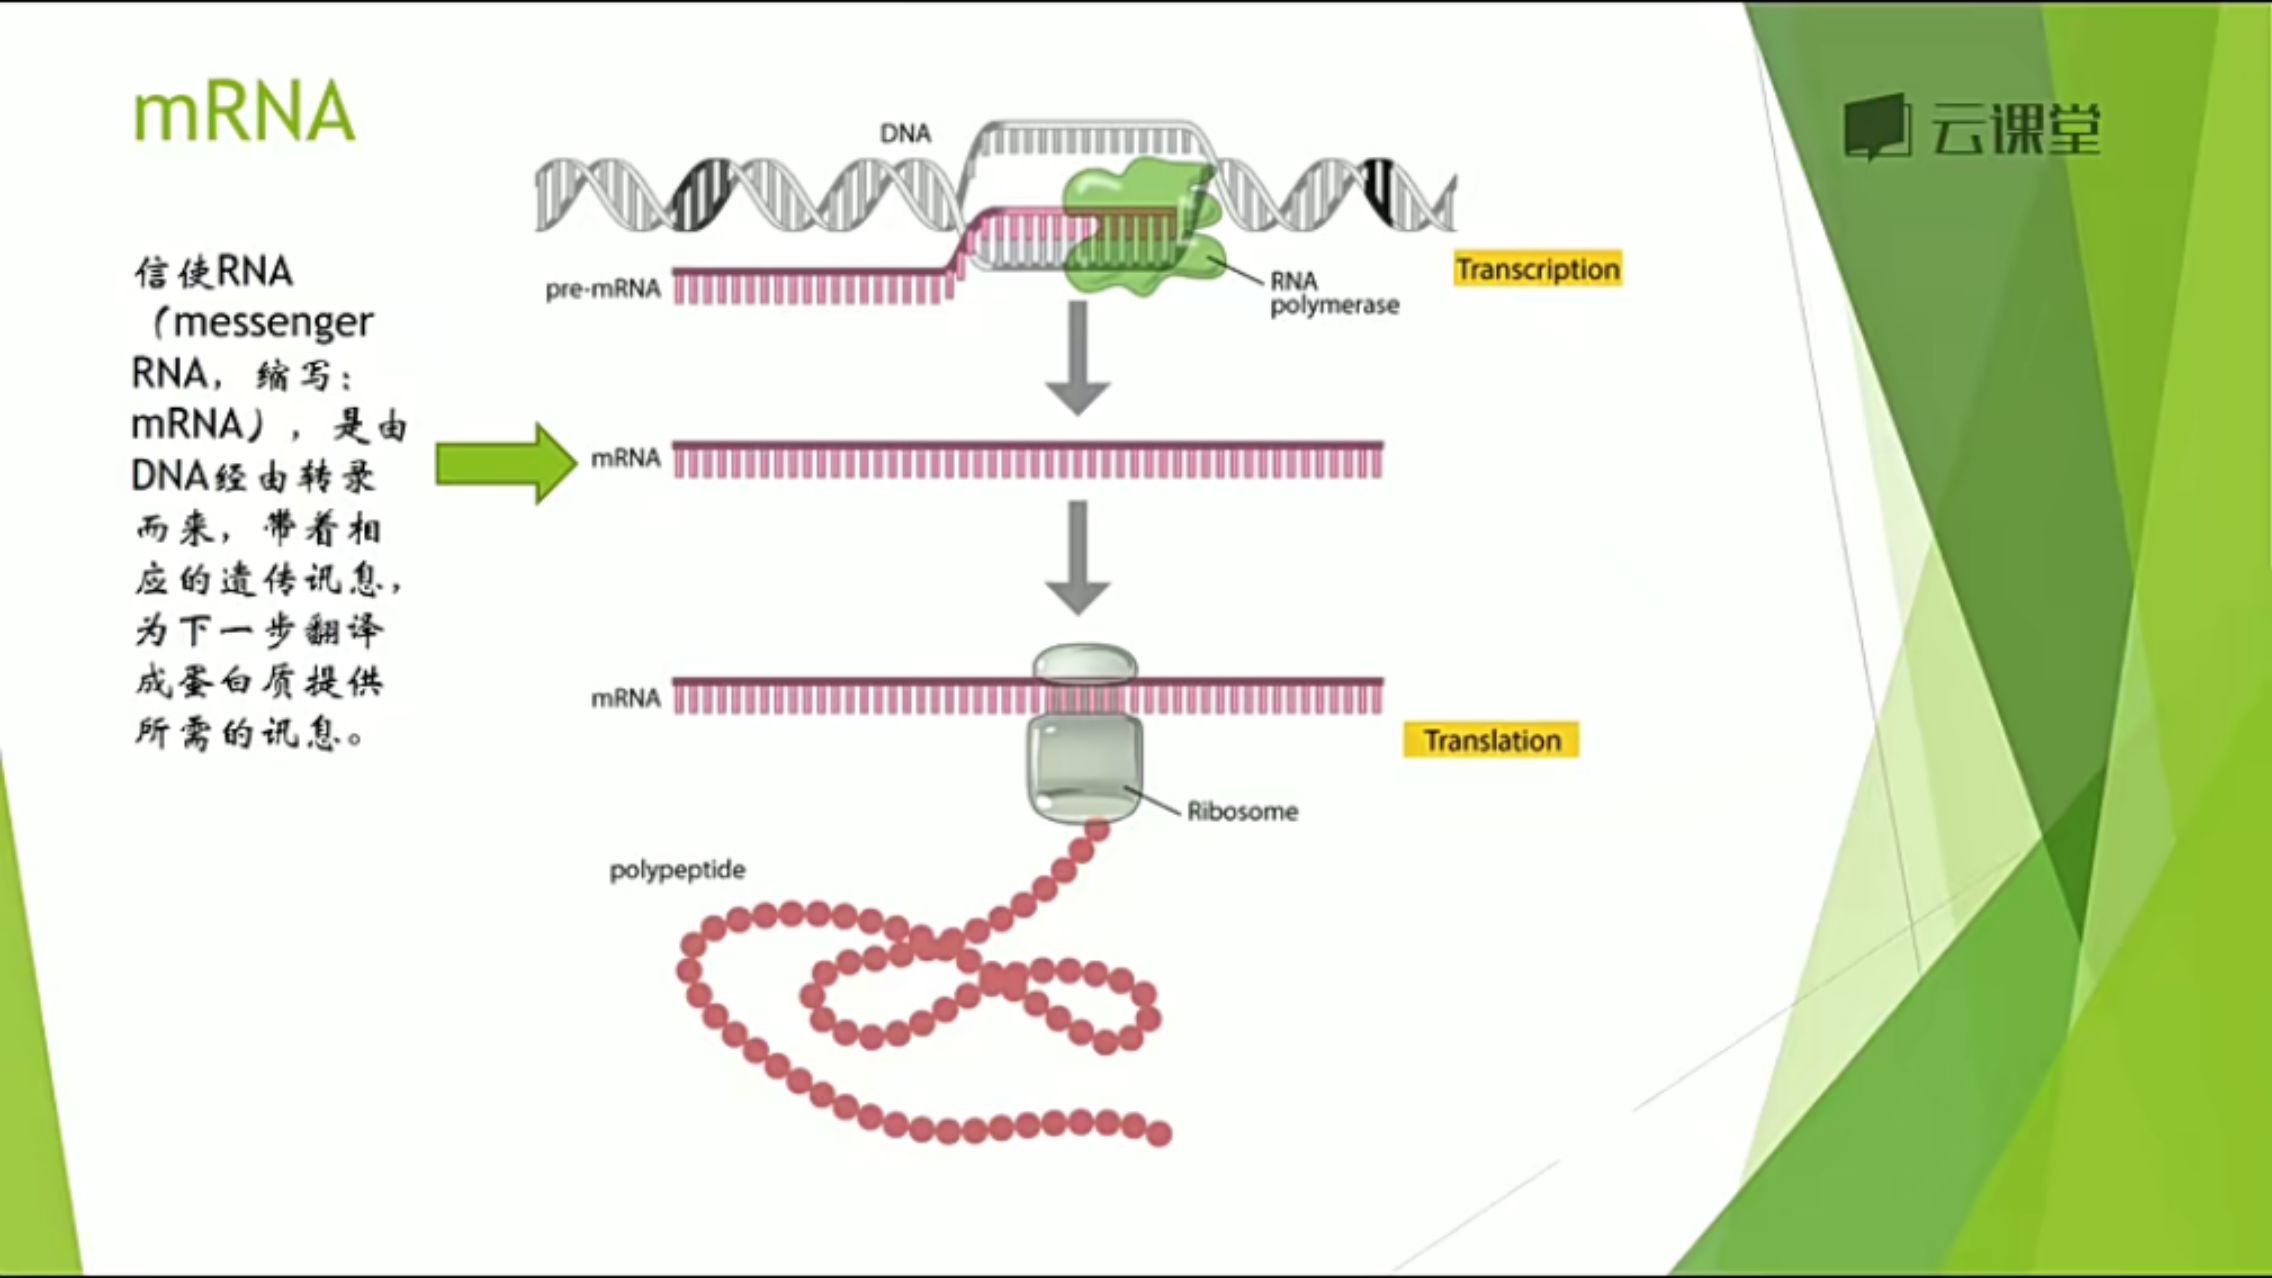 mRNA
云课堂
信使RNA
（messenger
RNA，缩写：
mRNA），是由
DNA经由转录
而来，带着相
应的遗传讯息，
为下一步翻译
成蛋白质提供
所需的讯息。
DNA
pre-mRNA
RNA
polymerase
Transcription
mRNA
mRNA
Translation
Ribosome
polypeptide